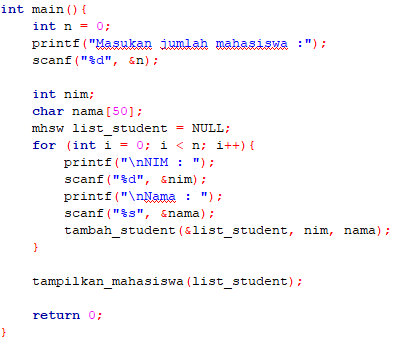 int main(){
    int n = 0;
    printf("Masukan jumlah mahasiswa :");
    scanf("%d", &n);

    int nim;
    char nama[50];
    mhsw list_student = NULL;
    for (int i = 0; i < n; i++){
        printf("\nNIM : ");
        scanf("%d", &nim);
        printf("\nNama : ");
        scanf("%s", &nama);
        tambah_student(&list_student, nim, nama);
    }

    tampilkan_mahasiswa(list_student);

    return 0;
}